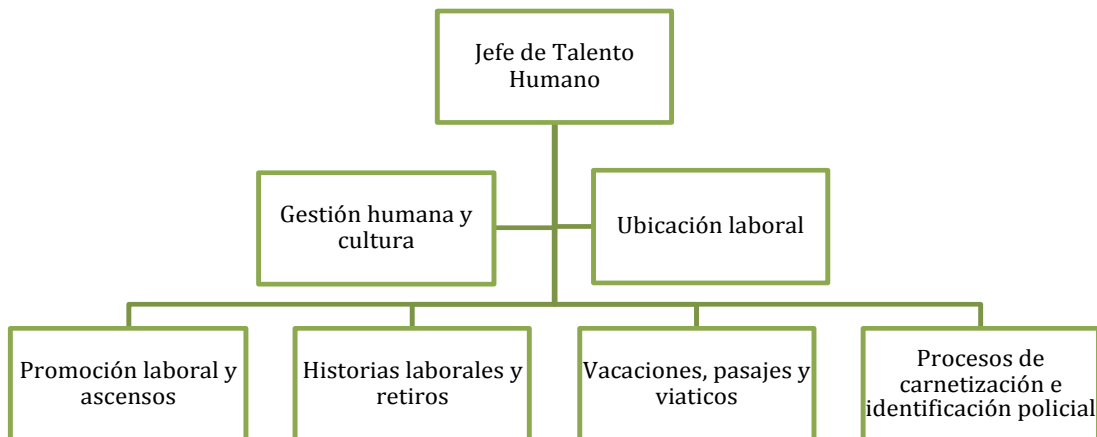 Jefe de Talento
Humano
Gestión humana y
cultura
Ubicación laboral
Promoción laboral y
ascensos
Historias laborales y
retiros
Vacaciones, pasajes y
viaticos
Procesos de
carnetización e
identificación policial